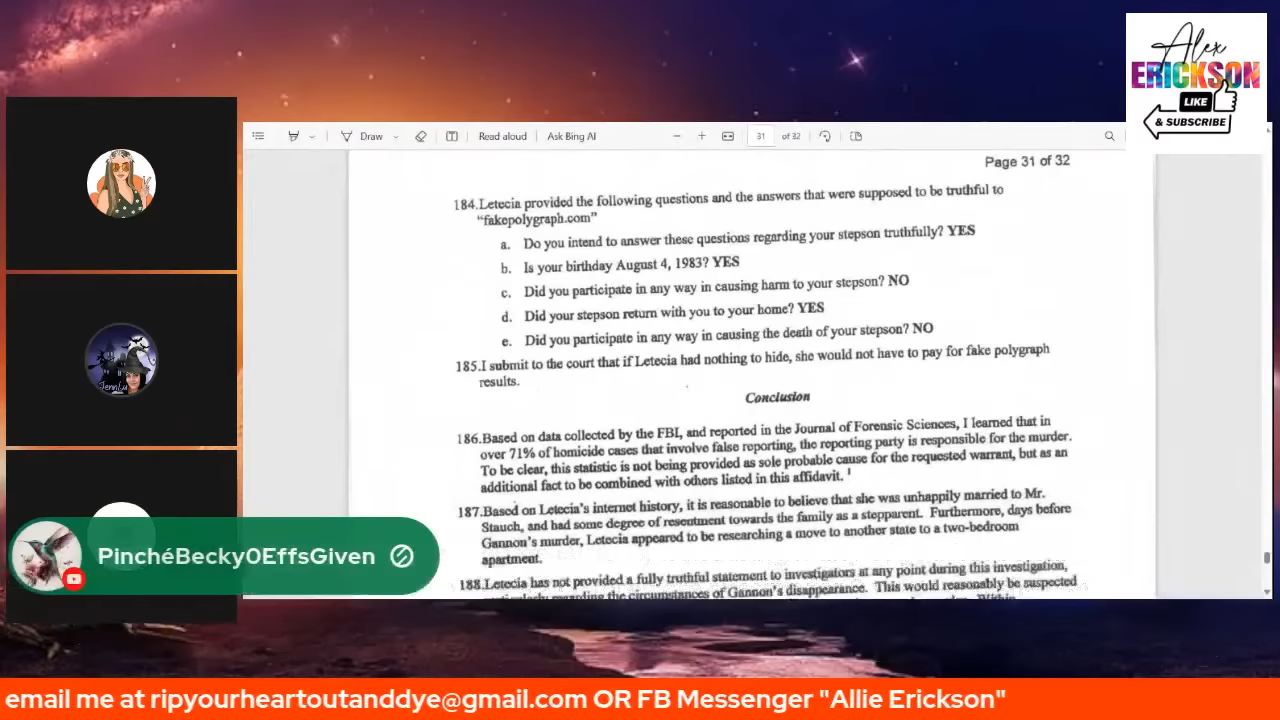 Alex
ERICKSON
LIKE
& SUBSCRIBE
Draw
Read aloud
Ask Bing AI
31
of 32
Page 31 of 32
184.Letecia provided the following questions and the answers that were supposed to be truthful to
“fakepolygraph.com”
a. Do you intend to answer these questions regarding your stepson truthfully? YES
b. Is your birthday August 4, 1983? YES
c. Did you participate in any way in causing harm to your stepson? NO
d. Did your stepson return with you to your home? YES
e. Did you participate in any way in causing the death of your stepson? NO
185.I submit to the court that if Letecia had nothing to hide, she would not have to pay for fake polygraph
results.
Conclusion
186.Based on data collected by the FBI, and reported in the Journal of Forensic Sciences, I learned that in
over 71% of homicide cases that involve false reporting, the reporting party is responsible for the murder.
To be clear, this statistic is not being provided as sole probable cause for the requested warrant, but as an
additional fact to be combined with others listed in this affidavit. 1
187.Based on Letecia's internet history, it is reasonable to believe that she was unhappily married to Mr.
Stauch, and had some degree of resentment towards the family as a stepparent. Furthermore, days before
Gannon's murder, Letecia appeared to be researching a move to another state to a two-bedroom
apartment.
188.Letecia has not provided a fully truthful statement to investigators at any point during this investigation,
regarding the circumstances of Gannon's disappearance. This would reasonably be suspected
JennLu
PinchéBecky0EffsGiven
email me at ripyourheartoutanddye@gmail.com OR FB Messenger "Allie Erickson"